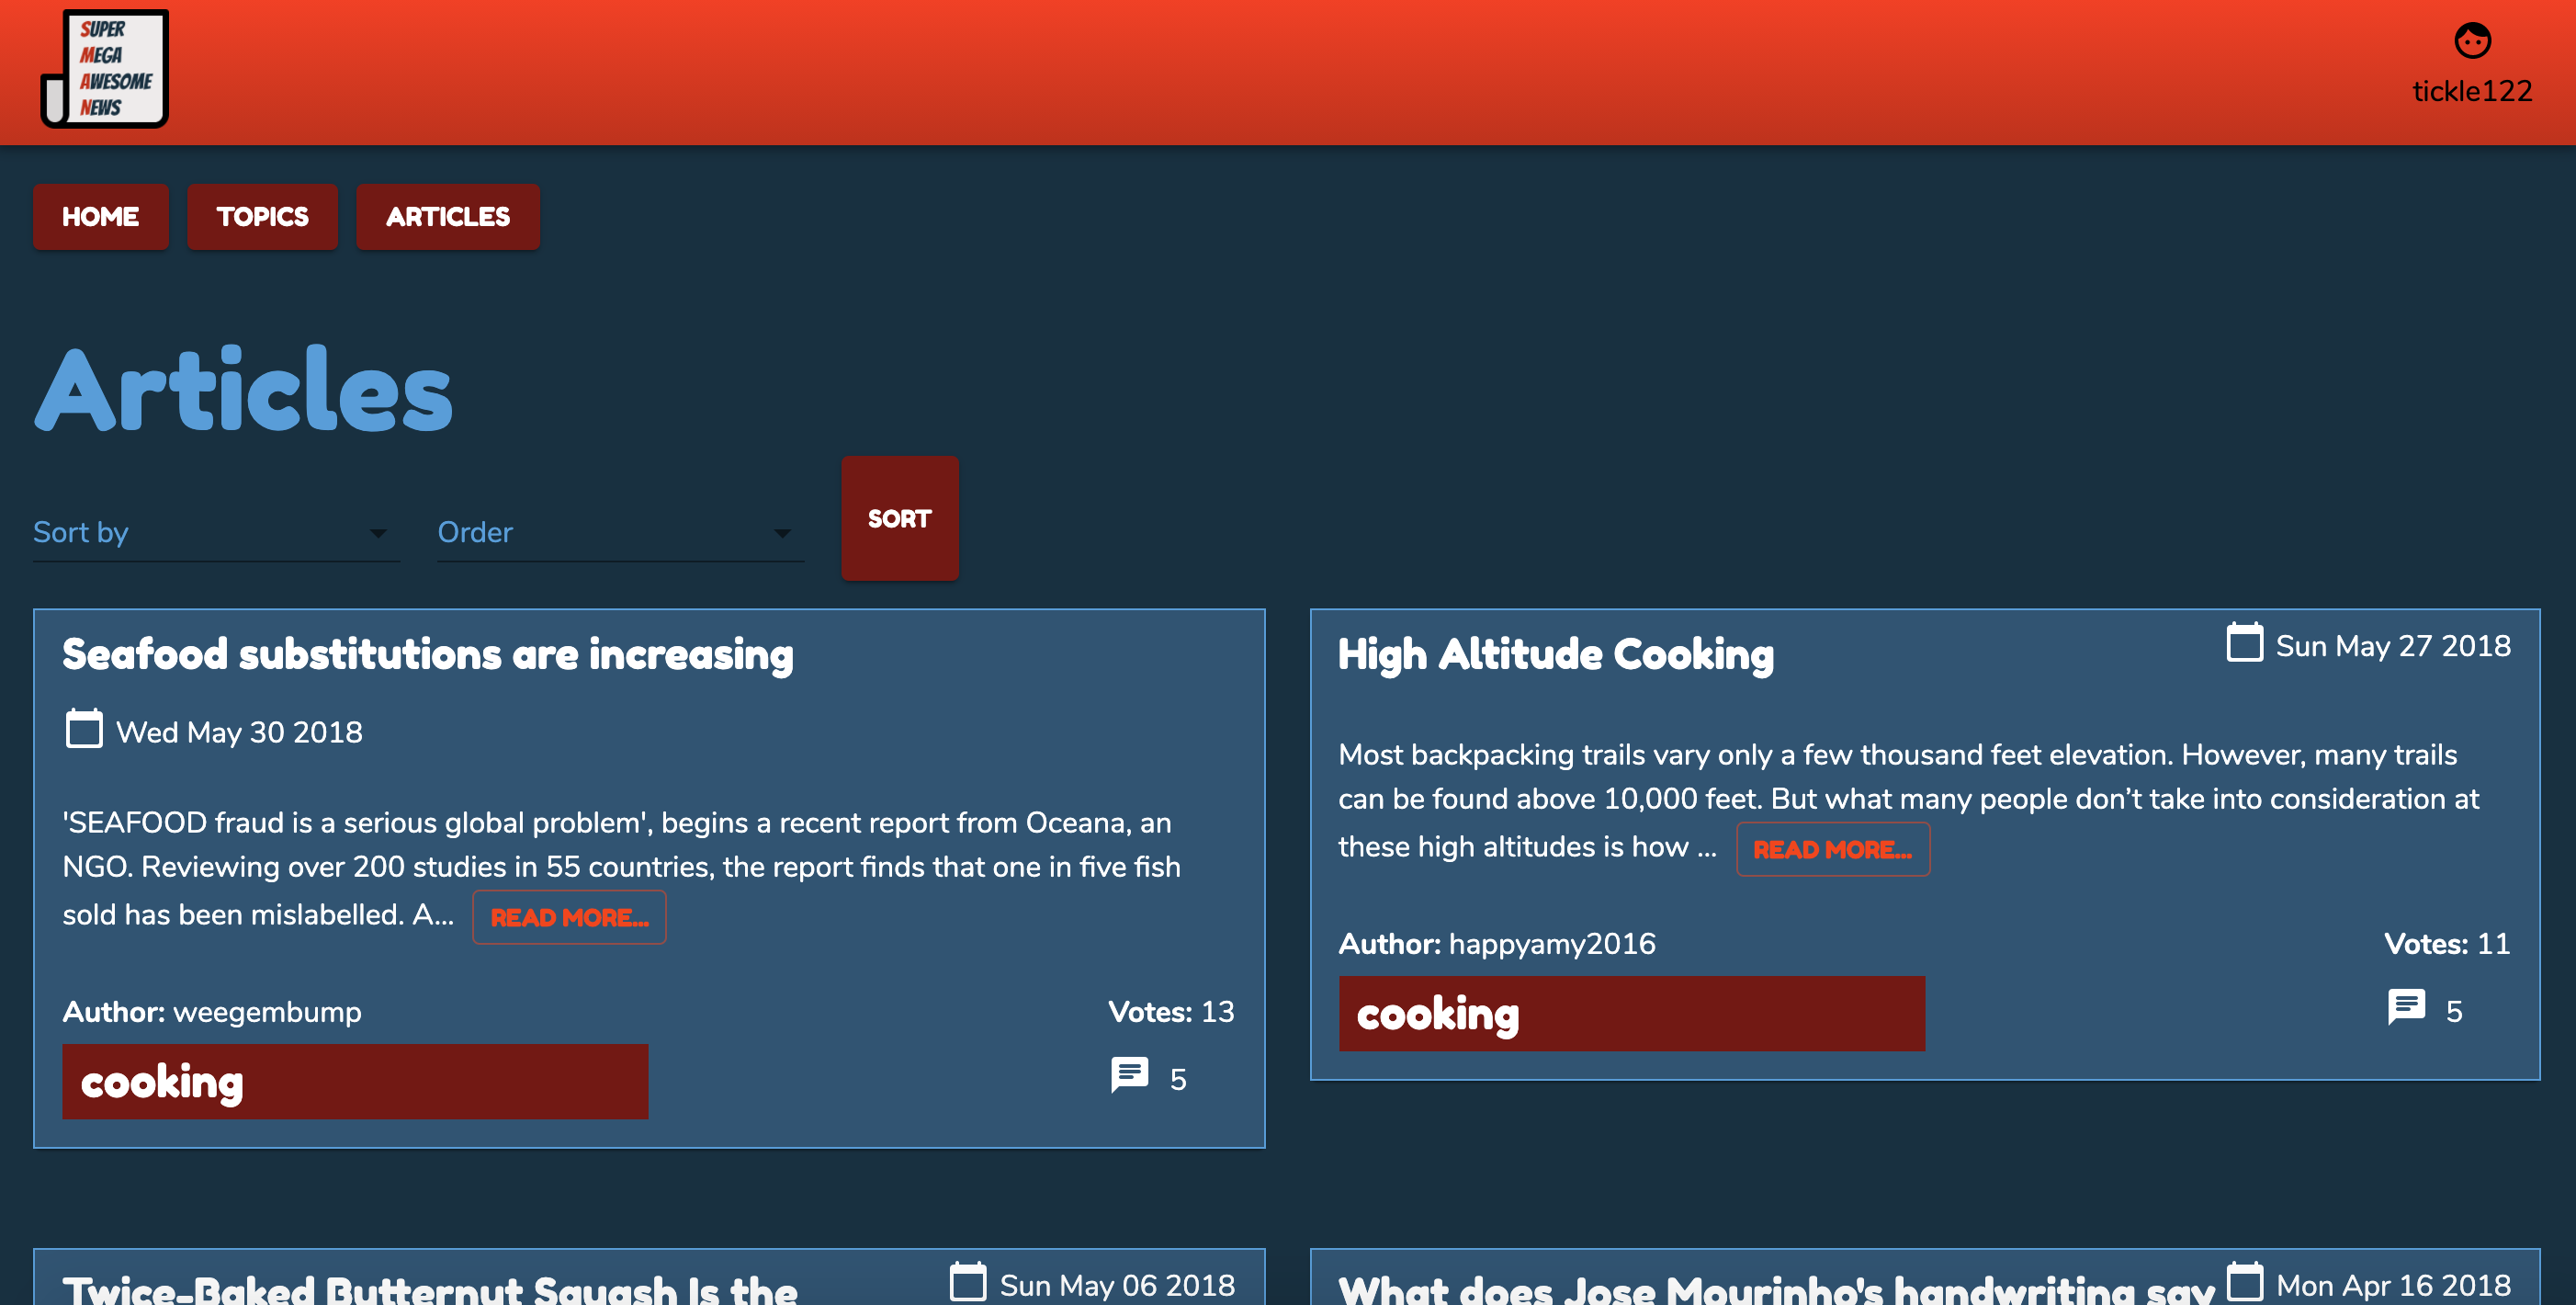 SUPER
MEGA
AWESOME
NEWS
tickle122
HOME TOPICS ARTICLES
Articles
Sort by Order SORT
Seafood substitutions are increasing
Wed May 30 2018
'SEAFOOD fraud is a serious global problem', begins a recent report from Oceana, an
NGO. Reviewing over 200 studies in 55 countries, the report finds that one in five fish
sold has been mislabelled. A... READ MORE...
Author: weegembump Votes: 13
cooking 5
High Altitude Cooking Sun May 27 2018
Most backpacking trails vary only a few thousand feet elevation. However, many trails
can be found above 10,000 feet. But what many people don’t take into consideration at
these high altitudes is how ... READ MORE...
Author: happyamy2016 Votes: 11
cooking 5
Twice-Baked Butternut Squash Is the Sun May 06 2018
What does Jose Mourinho's handwriting say Mon Apr 16 2018